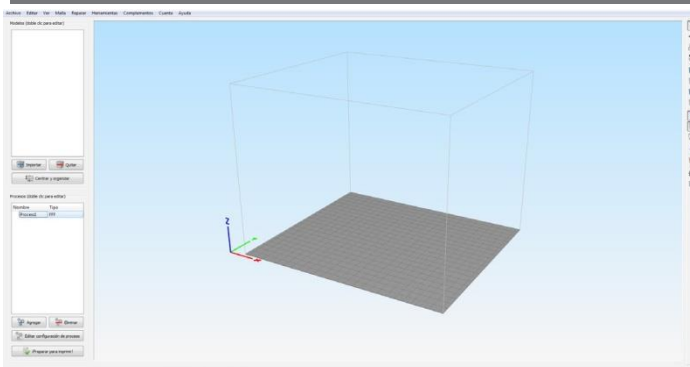 Archivo Editar Ver Malla Reparar Herramientas Complementos Cuenta Ayuda
Modelos (doble clic para editar)
Importar Quitar
Centrar y organizar
Procesos (doble clic para editar)
Nombre Tipo
Process1 FFF
Z
Agregar Eliminar
Editar configuración de proceso
Preparar para imprimir!